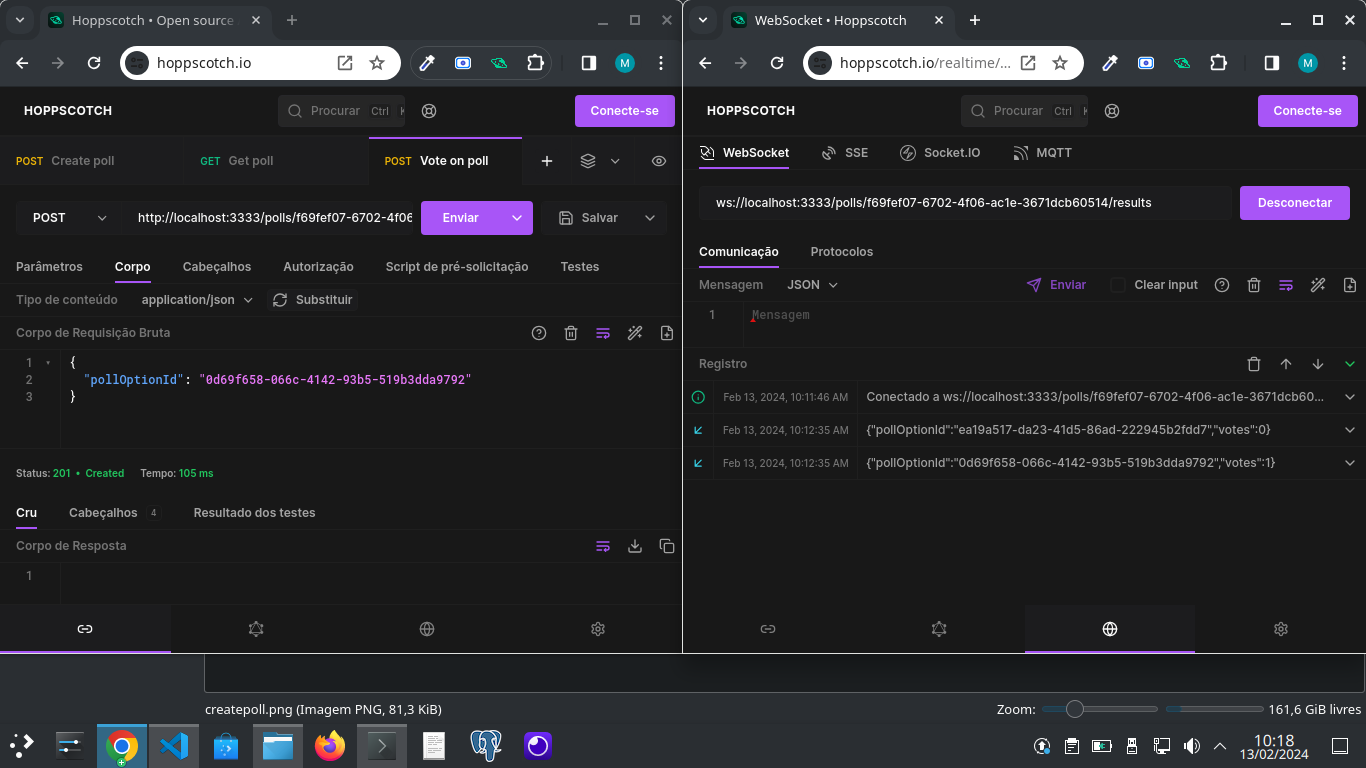 Hoppscotch • Open source
hoppscotch.io
M
HOPPSCOTCH
Procurar Ctrl K
Conecte-se
POST Create poll
GET Get poll
POST Vote on poll
POST
http://localhost:3333/polls/f69fef07-6702-4f06
Enviar
Salvar
Parâmetros Corpo Cabeçalhos Autorização Script de pré-solicitação Testes
Tipo de conteúdo application/json Substituir
Corpo de Requisição Bruta
1 {
2 "pollOptionId": "0d69f658-066c-4142-93b5-519b3dda9792"
3 }
Status: 201 • Created Tempo: 105 ms
Cru Cabeçalhos 4 Resultado dos testes
Corpo de Resposta
1
WebSocket • Hoppscotch
hoppscotch.io/realtime/...
M
HOPPSCOTCH
Procurar Ctrl K
Conecte-se
WebSocket SSE Socket.IO MQTT
ws://localhost:3333/polls/f69fef07-6702-4f06-ac1e-3671dcb60514/results
Desconectar
Comunicação Protocolos
Mensagem JSON Enviar Clear input
1 Mensagem
Registro
Feb 13, 2024, 10:11:46 AM Conectado a ws://localhost:3333/polls/f69fef07-6702-4f06-ac1e-3671dcb60...
Feb 13, 2024, 10:12:35 AM {"pollOptionId":"ea19a517-da23-41d5-86ad-222945b2fdd7","votes":0}
Feb 13, 2024, 10:12:35 AM {"pollOptionId":"0d69f658-066c-4142-93b5-519b3dda9792","votes":1}
createpoll.png (Imagem PNG, 81,3 KiB)
Zoom:
161,6 GiB livres
10:18
13/02/2024